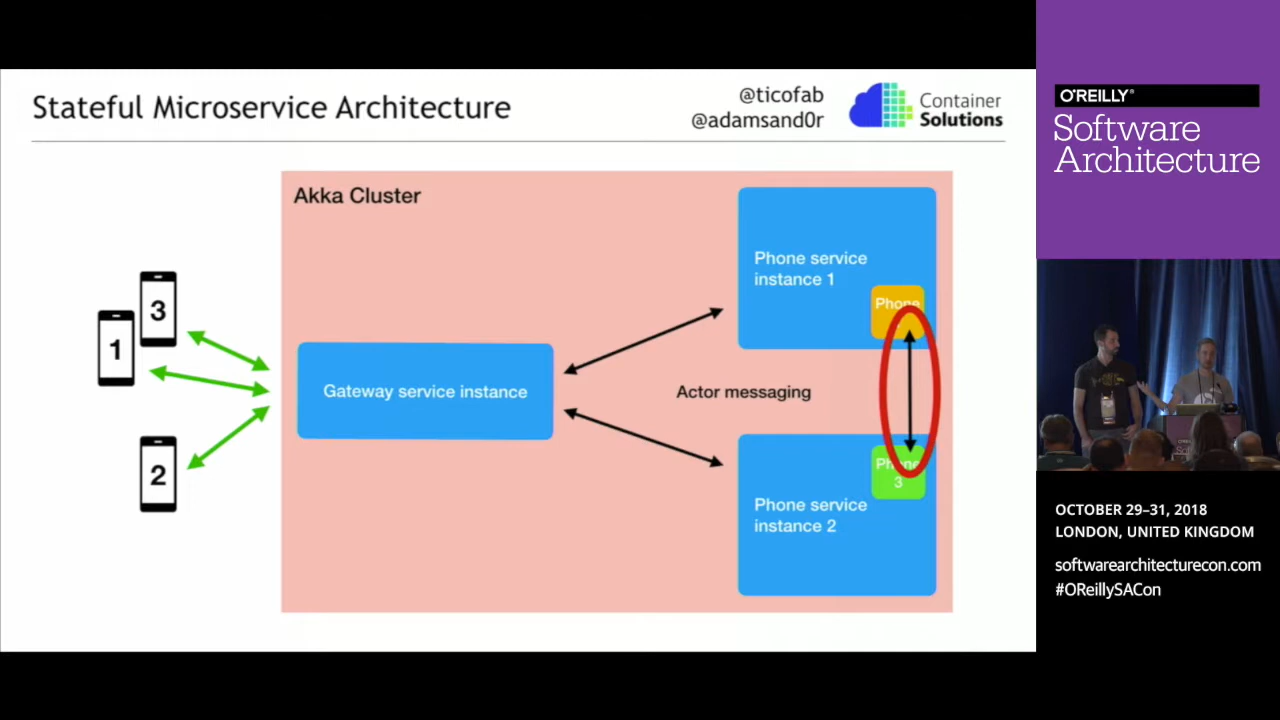 Stateful Microservice Architecture
@ticofab
@adamsand0r
Container
Solutions
Akka Cluster
3
1
2
Gateway service instance
Actor messaging
Phone service
instance 1
Phone
Phone
3
Phone service
instance 2
O'REILLY®
Software
Architecture
OCTOBER 29–31, 2018
LONDON, UNITED KINGDOM
softwarearchitecturecon.com
#OReillySACon